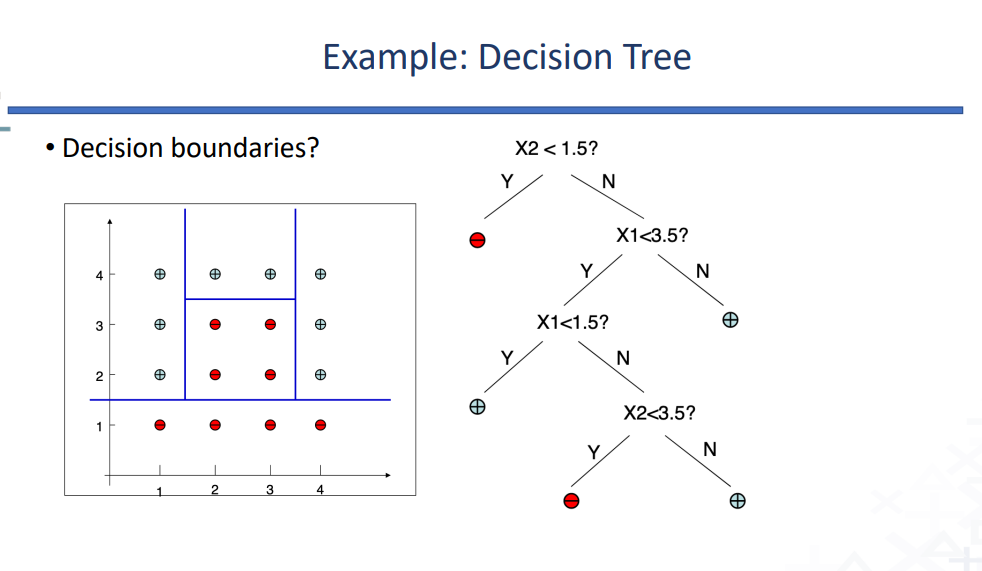 Example: Decision Tree
• Decision boundaries?
4
3
2
1
1 2 3 4
X2 < 1.5?
Y N
X1<3.5?
Y N
X1<1.5?
Y N
X2<3.5?
Y N